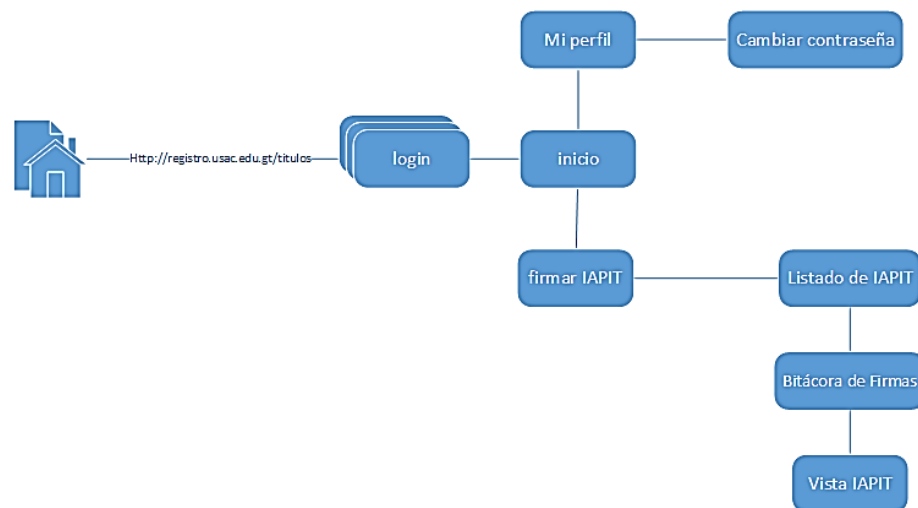 Mi perfil
Cambiar contraseña
Http://registro.usac.edu.gt/titulos
login
inicio
firmar IAPIT
Listado de IAPIT
Bitácora de Firmas
Vista IAPIT